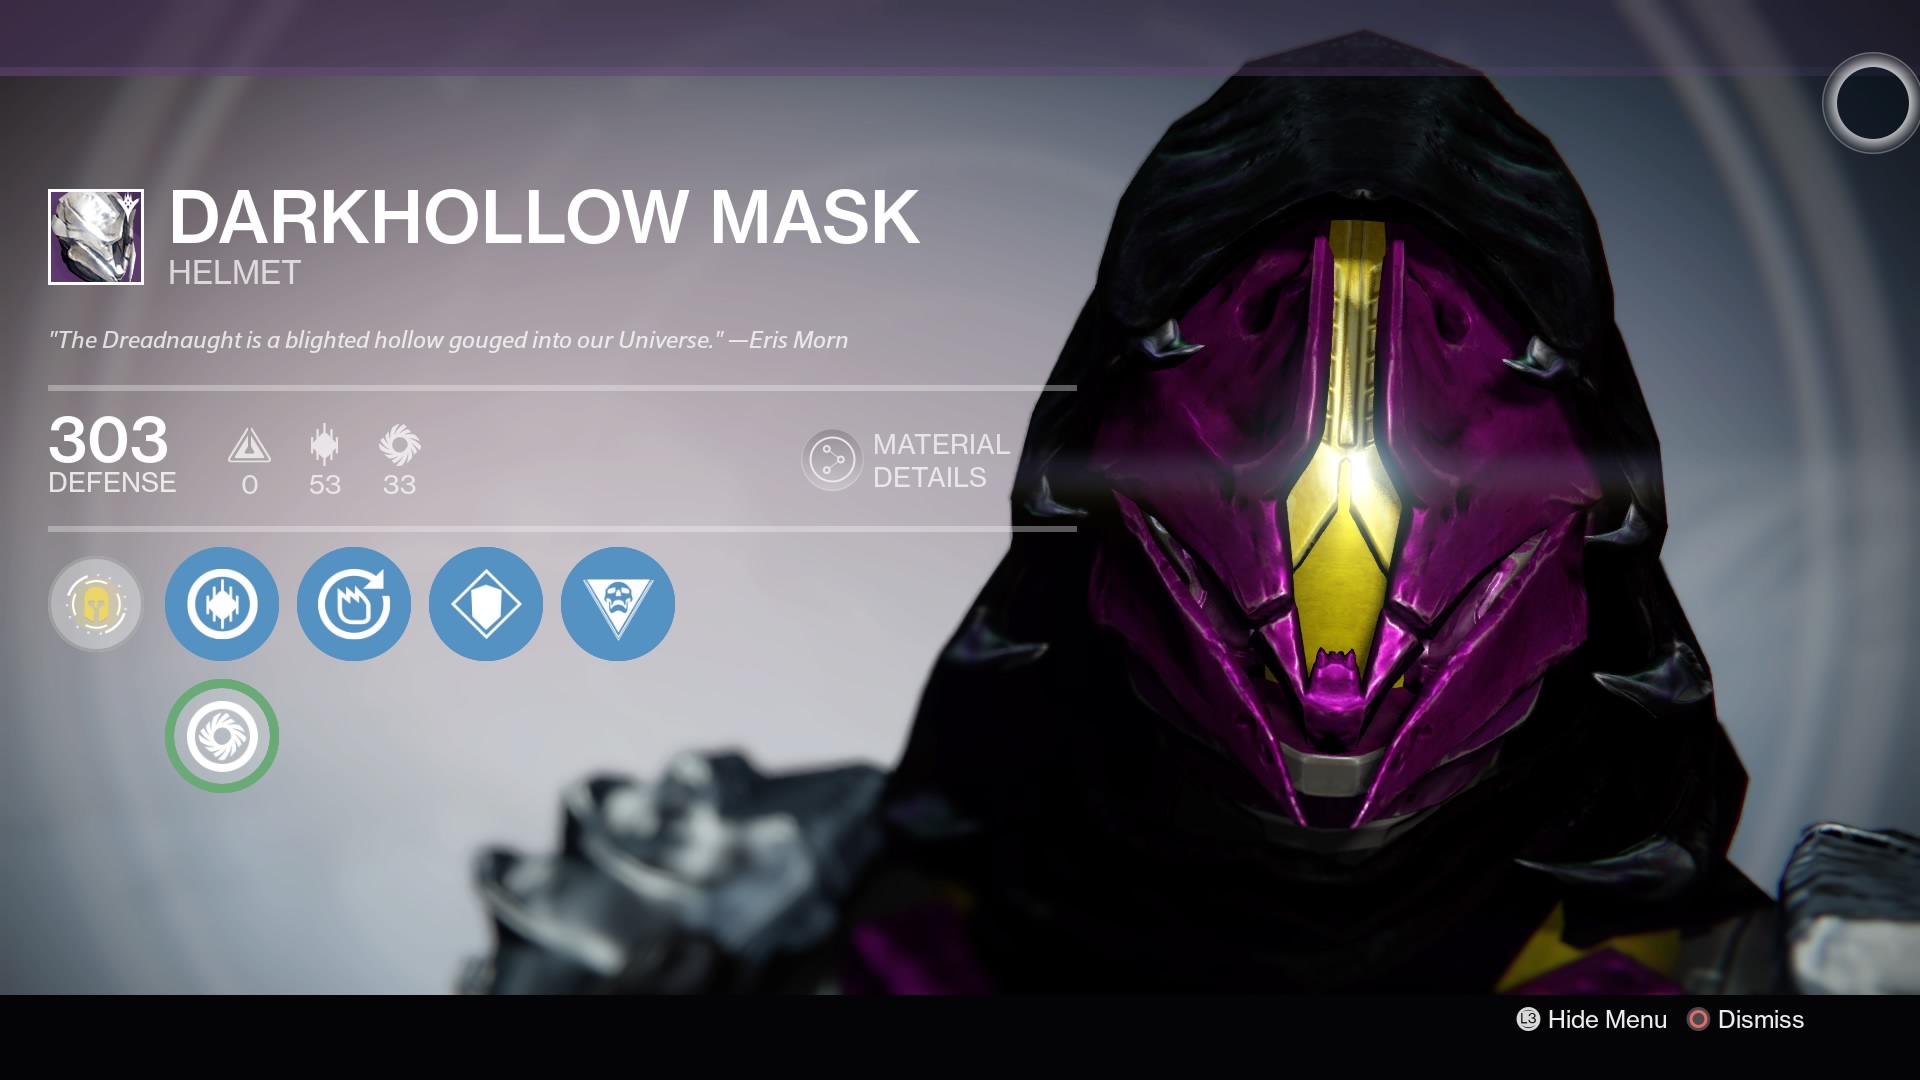 DARKHOLLOW MASK
HELMET
"The Dreadnaught is a blighted hollow gouged into our Universe." —Eris Morn
303
DEFENSE
0 53 33
MATERIAL
DETAILS
L3 Hide Menu Dismiss